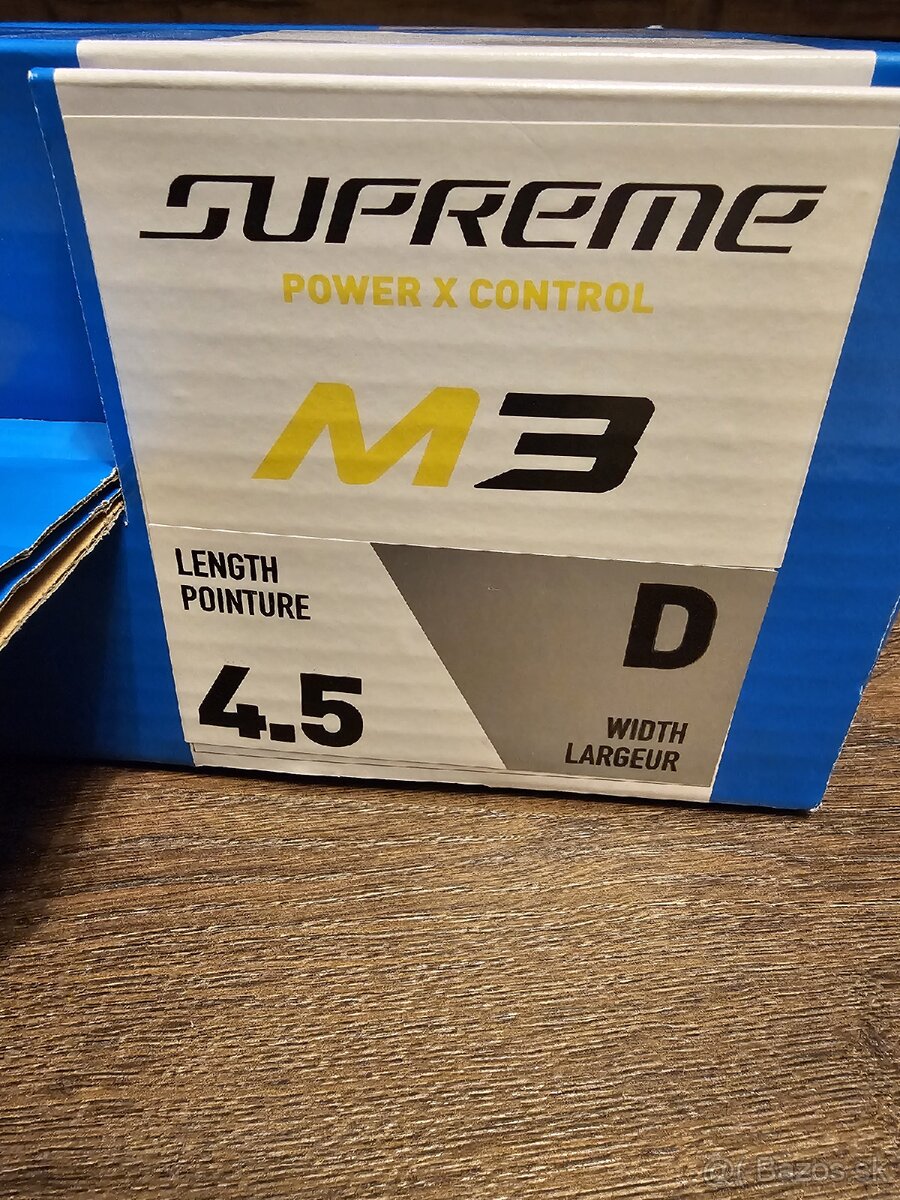 SUPREME
POWER X CONTROL
M3
LENGTH
POINTURE
4.5
D
WIDTH
LARGEUR
Bazos.sk